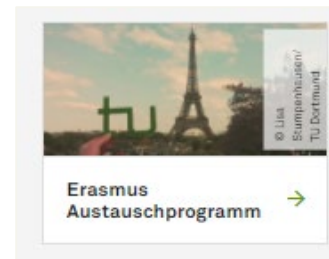 tu
© Lisa
Stumpenhausen/
TU Dortmund
Erasmus
Austauschprogramm